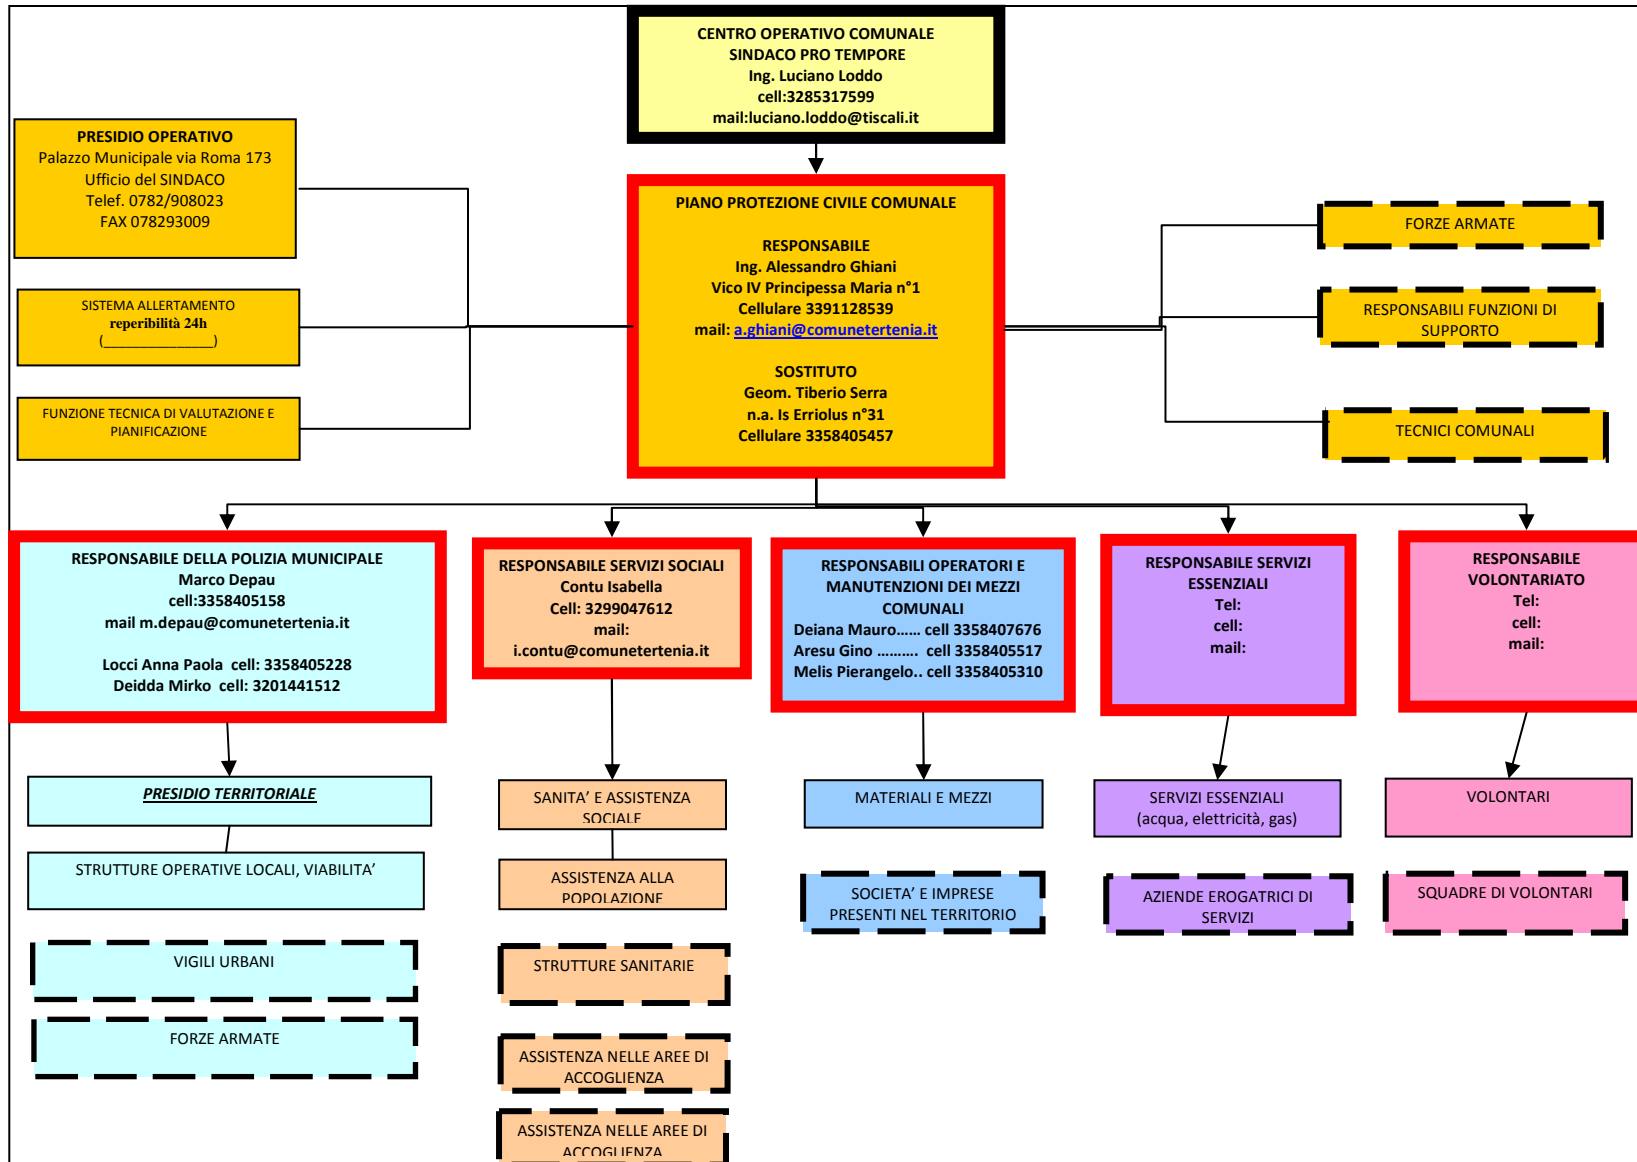 CENTRO OPERATIVO COMUNALE
SINDACO PRO TEMPORE
Ing. Luciano Loddo
cell:3285317599
mail:luciano.loddo@tiscali.it
PRESIDIO OPERATIVO
Palazzo Municipale via Roma 173
Ufficio del SINDACO
Telef. 0782/908023
FAX 078293009
SISTEMA ALLERTAMENTO
reperibilità 24h
(______________)
FUNZIONE TECNICA DI VALUTAZIONE E
PIANIFICAZIONE
PIANO PROTEZIONE CIVILE COMUNALE
RESPONSABILE
Ing. Alessandro Ghiani
Vico IV Principessa Maria n°1
Cellulare 3391128539
mail: a.ghiani@comunetertenia.it
SOSTITUTO
Geom. Tiberio Serra
n.a. Is Erriolus n°31
Cellulare 3358405457
FORZE ARMATE
RESPONSABILI FUNZIONI DI
SUPPORTO
TECNICI COMUNALI
RESPONSABILE DELLA POLIZIA MUNICIPALE
Marco Depau
cell:3358405158
mail m.depau@comunetertenia.it
Locci Anna Paola  cell: 3358405228
Deidda Mirko  cell: 3201441512
RESPONSABILE SERVIZI SOCIALI
Contu Isabella
Cell: 3299047612
mail:
i.contu@comunetertenia.it
RESPONSABILI OPERATORI E
MANUTENZIONI DEI MEZZI
COMUNALI
Deiana Mauro...... cell 3358407676
Aresu Gino ..........  cell 3358405517
Melis Pierangelo.. cell 3358405310
RESPONSABILE SERVIZI
ESSENZIALI
Tel:
cell:
mail:
RESPONSABILE
VOLONTARIATO
Tel:
cell:
mail:
PRESIDIO TERRITORIALE
STRUTTURE OPERATIVE LOCALI, VIABILITA'
VIGILI URBANI
FORZE ARMATE
SANITA' E ASSISTENZA
SOCIALE
ASSISTENZA ALLA
POPOLAZIONE
STRUTTURE SANITARIE
ASSISTENZA NELLE AREE DI
ACCOGLIENZA
ASSISTENZA NELLE AREE DI
ACCOGLIENZA
MATERIALI E MEZZI
SOCIETA' E IMPRESE
PRESENTI NEL TERRITORIO
SERVIZI ESSENZIALI
(acqua, elettricità, gas)
AZIENDE EROGATRICI DI
SERVIZI
VOLONTARI
SQUADRE DI VOLONTARI